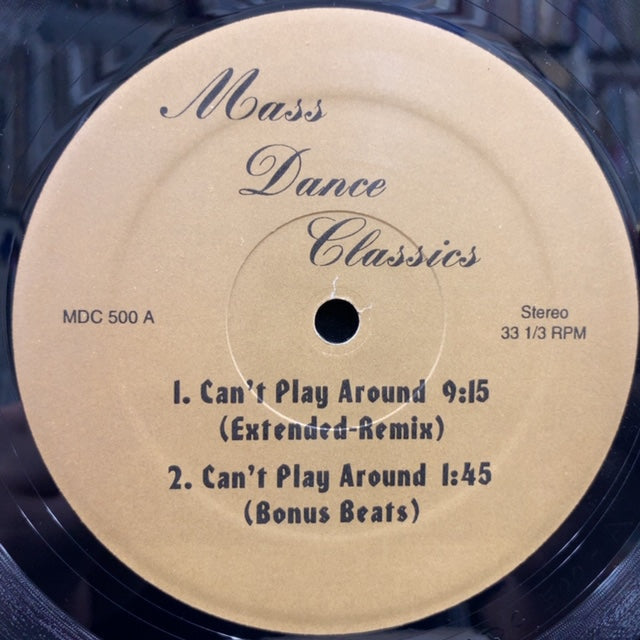 Mass
Dance
Classics
MDC 500 A
Stereo
33 1/3 RPM
1. Can't Play Around 9:15
(Extended-Remix)
2. Can't Play Around 1:45
(Bonus Beats)